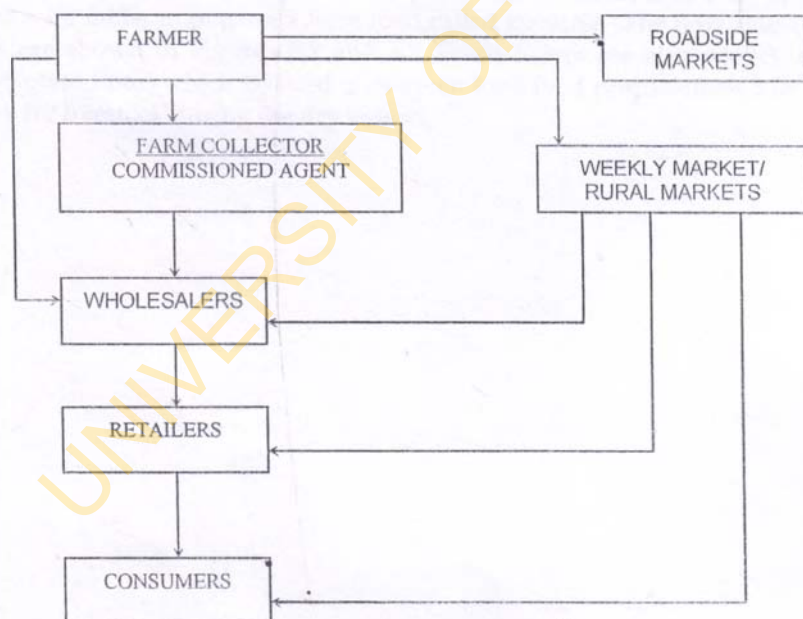 FARMER
ROADSIDE
MARKETS
FARM COLLECTOR
COMMISSIONED AGENT
WEEKLY MARKET/
RURAL MARKETS
WHOLESALERS
RETAILERS
CONSUMERS
UNIVERSITY OF